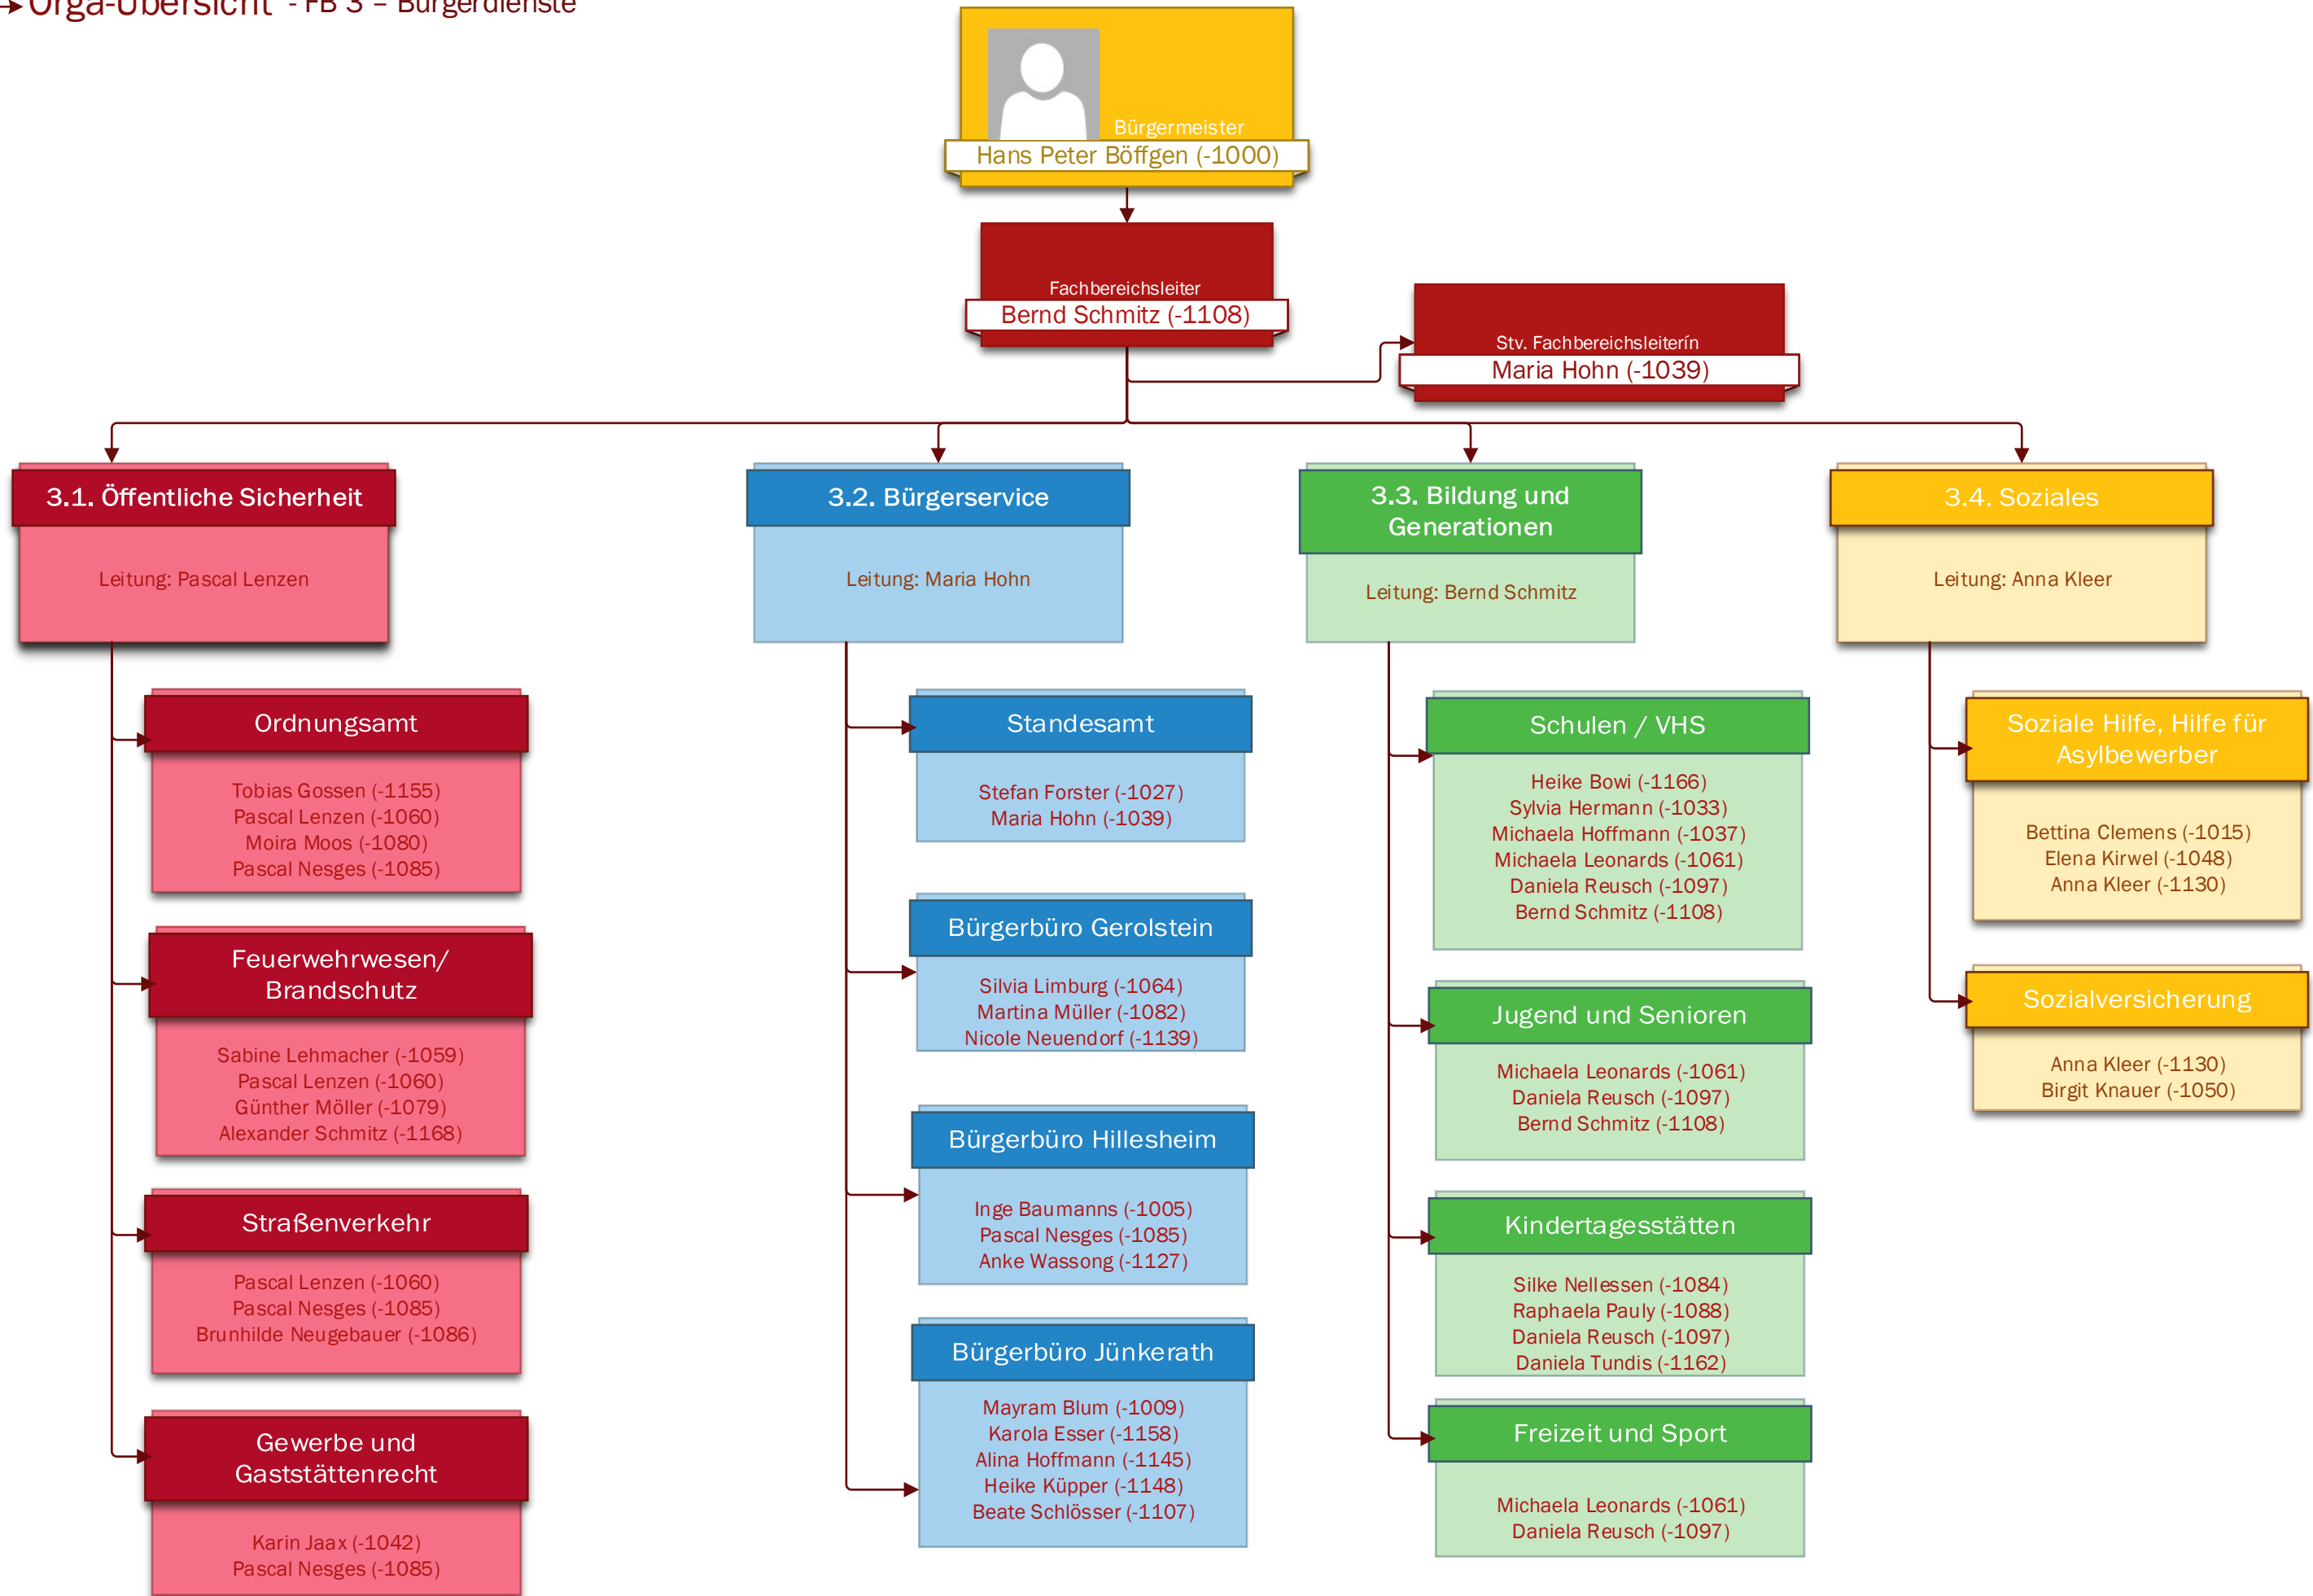 Orga-Übersicht - FB 3 – Bürgerdienste
Bürgermeister
Hans Peter Böffgen (-1000)
Fachbereichsleiter
Bernd Schmitz (-1108)
Stv. Fachbereichsleiterín
Maria Hohn (-1039)
3.1. Öffentliche Sicherheit
Leitung: Pascal Lenzen
Ordnungsamt
Tobias Gossen (-1155)
Pascal Lenzen (-1060)
Moira Moos (-1080)
Pascal Nesges (-1085)
Feuerwehrwesen/
Brandschutz
Sabine Lehmacher (-1059)
Pascal Lenzen (-1060)
Günther Möller (-1079)
Alexander Schmitz (-1168)
Straßenverkehr
Pascal Lenzen (-1060)
Pascal Nesges (-1085)
Brunhilde Neugebauer (-1086)
Gewerbe und
Gaststättenrecht
Karin Jaax (-1042)
Pascal Nesges (-1085)
3.2. Bürgerservice
Leitung: Maria Hohn
Standesamt
Stefan Forster (-1027)
Maria Hohn (-1039)
Bürgerbüro Gerolstein
Silvia Limburg (-1064)
Martina Müller (-1082)
Nicole Neuendorf (-1139)
Bürgerbüro Hillesheim
Inge Baumanns (-1005)
Pascal Nesges (-1085)
Anke Wassong (-1127)
Bürgerbüro Jünkerath
Mayram Blum (-1009)
Karola Esser (-1158)
Alina Hoffmann (-1145)
Heike Küpper (-1148)
Beate Schlösser (-1107)
3.3. Bildung und
Generationen
Leitung: Bernd Schmitz
Schulen / VHS
Heike Bowi (-1166)
Sylvia Hermann (-1033)
Michaela Hoffmann (-1037)
Michaela Leonards (-1061)
Daniela Reusch (-1097)
Bernd Schmitz (-1108)
Jugend und Senioren
Michaela Leonards (-1061)
Daniela Reusch (-1097)
Bernd Schmitz (-1108)
Kindertagesstätten
Silke Nellessen (-1084)
Raphaela Pauly (-1088)
Daniela Reusch (-1097)
Daniela Tundis (-1162)
Freizeit und Sport
Michaela Leonards (-1061)
Daniela Reusch (-1097)
3.4. Soziales
Leitung: Anna Kleer
Soziale Hilfe, Hilfe für
Asylbewerber
Bettina Clemens (-1015)
Elena Kirwel (-1048)
Anna Kleer (-1130)
Sozialversicherung
Anna Kleer (-1130)
Birgit Knauer (-1050)